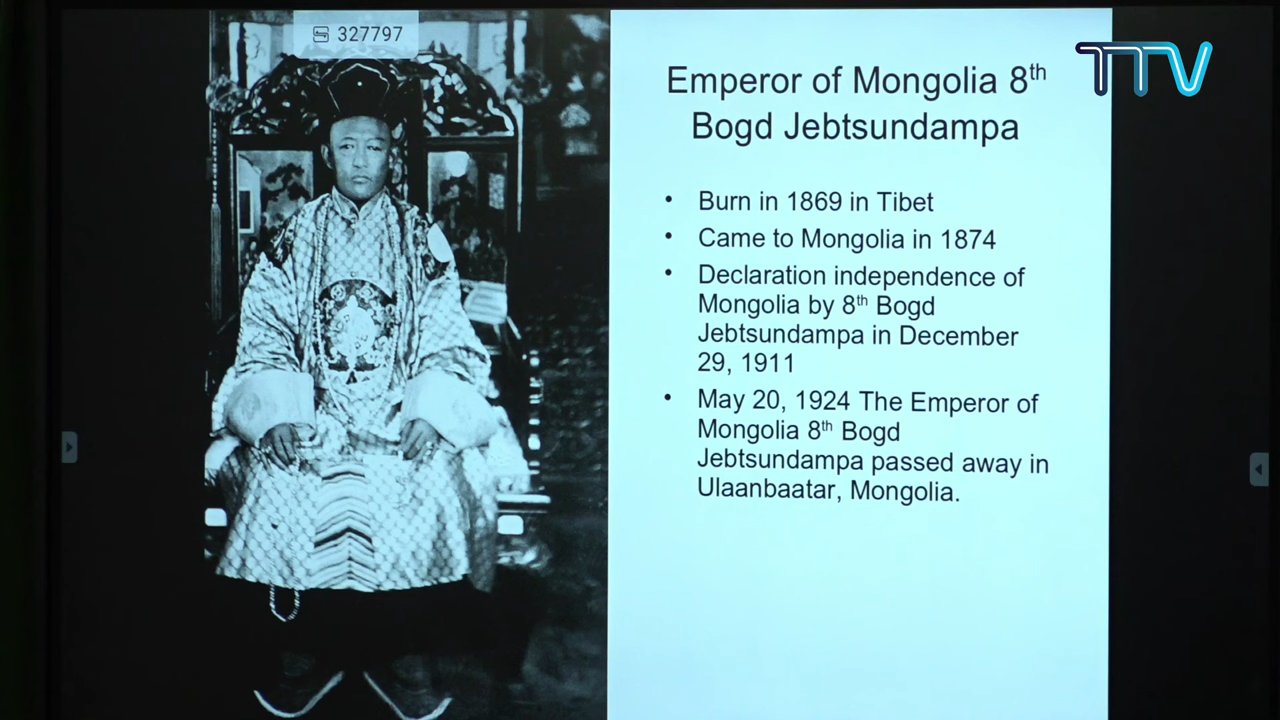 327797
TTV
Emperor of Mongolia 8th
Bogd Jebtsundampa
• Burn in 1869 in Tibet
• Came to Mongolia in 1874
• Declaration independence of
Mongolia by 8th Bogd
Jebtsundampa in December
29, 1911
• May 20, 1924 The Emperor of
Mongolia 8th Bogd
Jebtsundampa passed away in
Ulaanbaatar, Mongolia.